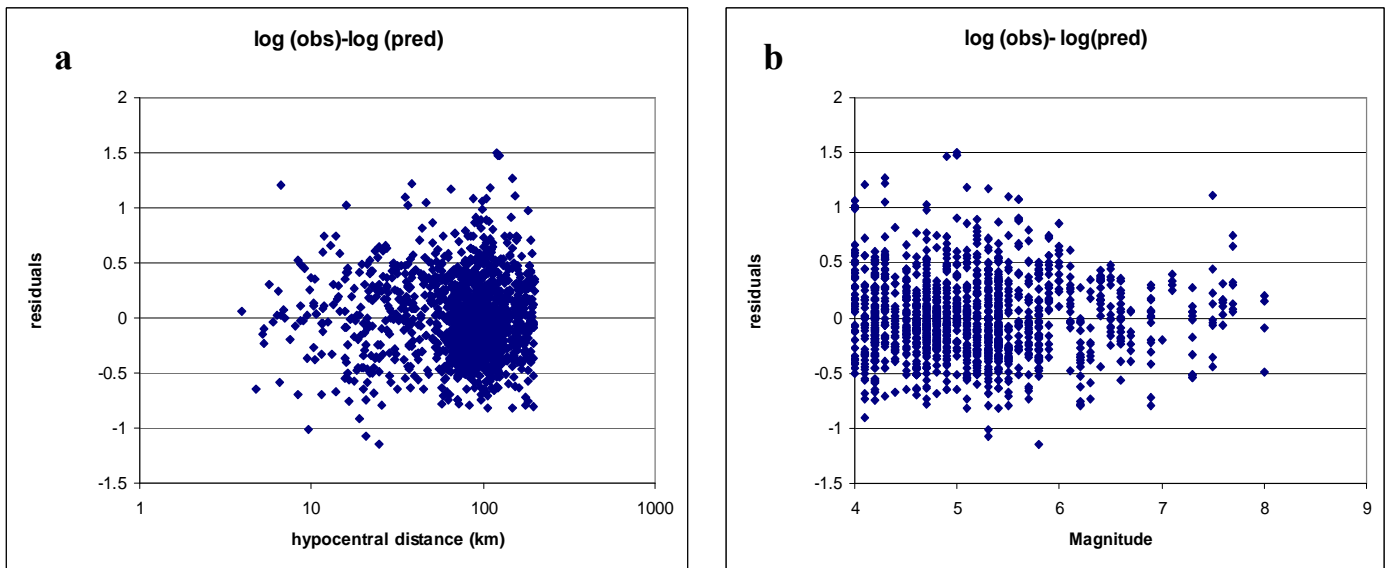 a
log (obs)-log (pred)
2
1.5
1
0.5
0
-0.5
-1
-1.5
residuals
1 10 100 1000
hypocentral distance (km)
b
log (obs)- log(pred)
2
1.5
1
0.5
0
-0.5
-1
-1.5
residuals
4 5 6 7 8 9
Magnitude